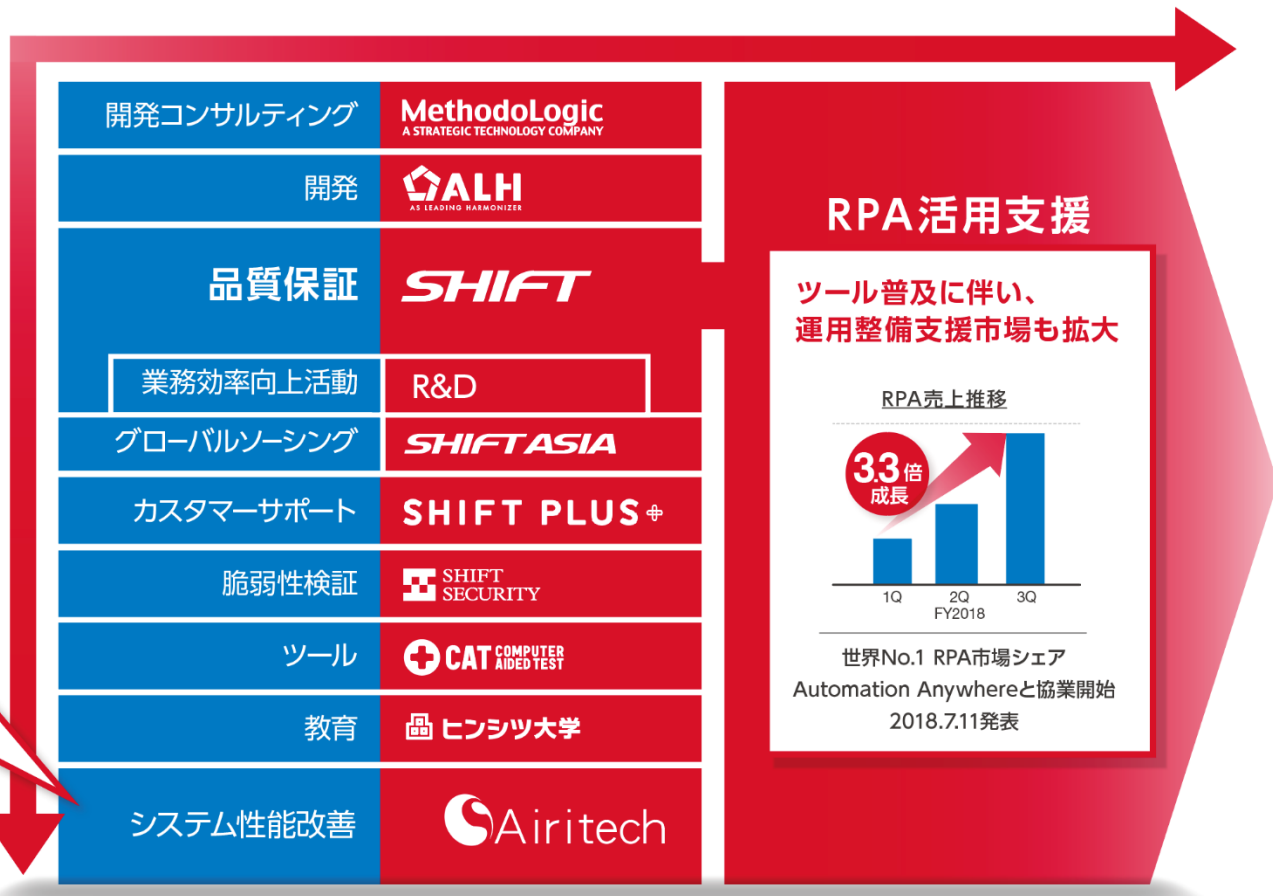 開発コンサルティング
MethodoLogic
A STRATEGIC TECHNOLOGY COMPANY
開発
ALH
AS LEADING HARMONIZER
品質保証
SHIFT
業務効率向上活動
R&D
グローバルソーシング
SHIFT ASIA
カスタマーサポート
SHIFT PLUS
脆弱性検証
SHIFT
SECURITY
ツール
CAT COMPUTER
AIDED TEST
教育
ヒンシツ大学
システム性能改善
Airitech
RPA活用支援
ツール普及に伴い、
運用整備支援市場も拡大
RPA売上推移
3.3倍
成長
1Q 2Q 3Q
FY2018
世界No.1 RPA市場シェア
Automation Anywhereと協業開始
2018.7.11発表